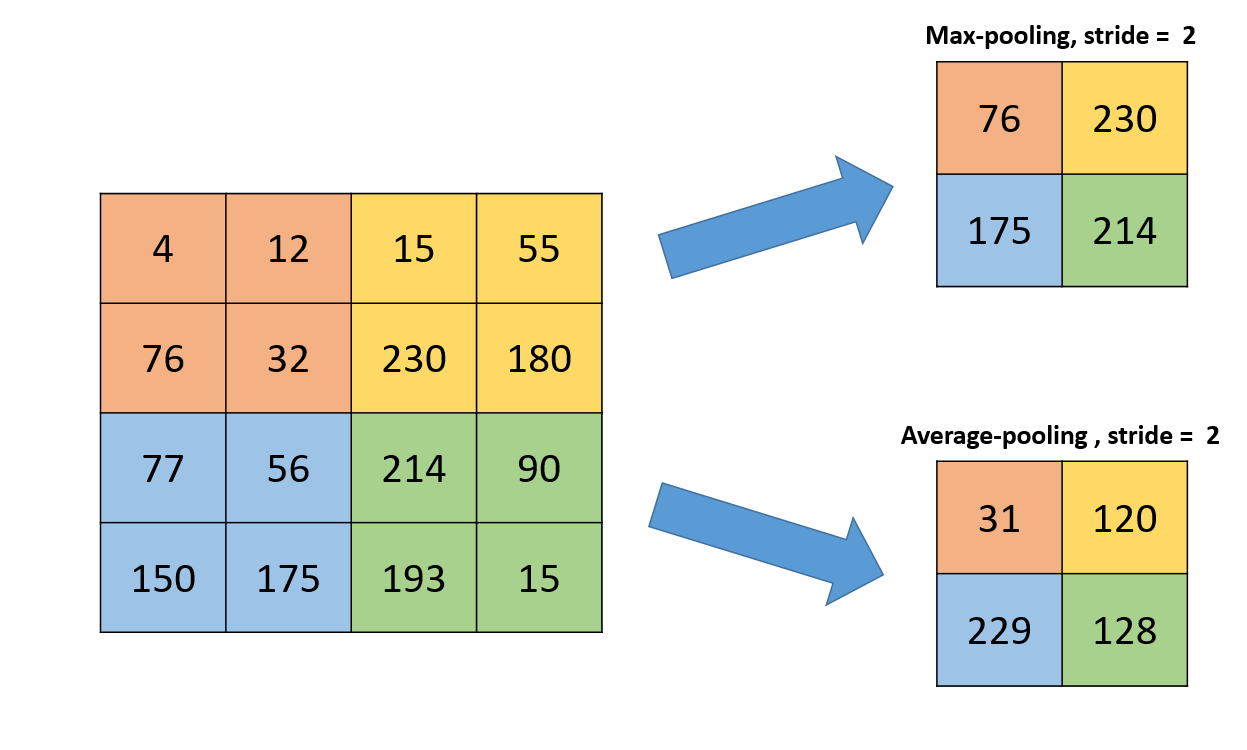 Max-pooling, stride = 2
76 230
175 214
4 12 15 55
76 32 230 180
77 56 214 90
150 175 193 15
Average-pooling , stride = 2
31 120
229 128